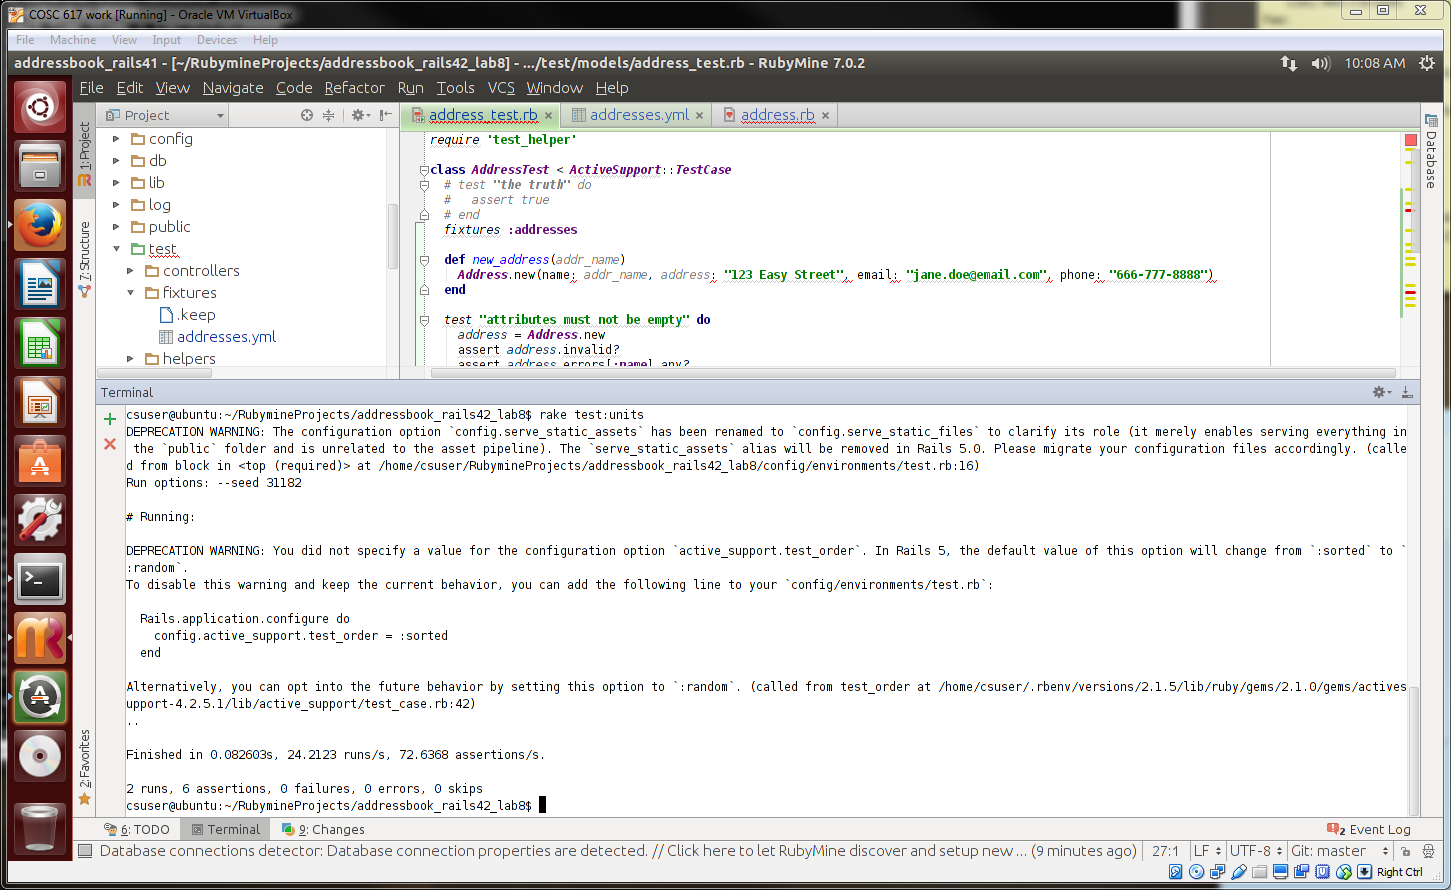 COSC 617 work [Running] - Oracle VM VirtualBox
File Machine View Input Devices Help
addressbook_rails41 - [~/RubymineProjects/addressbook_rails42_lab8] - .../test/models/address_test.rb - RubyMine 7.0.2
10:08 AM
File Edit View Navigate Code Refactor Run Tools VCS Window Help
Project
address_test.rb
addresses.yml
address.rb
1: Project
7: Structure
2: Favorites
Database
config
db
lib
log
public
test
controllers
fixtures
.keep
addresses.yml
helpers
require 'test_helper'
class AddressTest < ActiveSupport::TestCase
# test "the truth" do
#   assert true
# end
fixtures :addresses
def new_address(addr_name)
Address.new(name: addr_name, address: "123 Easy Street", email: "jane.doe@email.com", phone: "666-777-8888")
end
test "attributes must not be empty" do
address = Address.new
assert address.invalid?
assert address.errors[:name].any?
Terminal
csuser@ubuntu:~/RubymineProjects/addressbook_rails42_lab8$ rake test:units
DEPRECATION WARNING: The configuration option `config.serve_static_assets` has been renamed to `config.serve_static_files` to clarify its role (it merely enables serving everything in
the `public` folder and is unrelated to the asset pipeline). The `serve_static_assets` alias will be removed in Rails 5.0. Please migrate your configuration files accordingly. (calle
d from block in <top (required)> at /home/csuser/RubymineProjects/addressbook_rails42_lab8/config/environments/test.rb:16)
Run options: --seed 31182
# Running:
DEPRECATION WARNING: You did not specify a value for the configuration option `active_support.test_order`. In Rails 5, the default value of this option will change from `:sorted` to `
:random`.
To disable this warning and keep the current behavior, you can add the following line to your `config/environments/test.rb`:
Rails.application.configure do
config.active_support.test_order = :sorted
end
Alternatively, you can opt into the future behavior by setting this option to `:random`. (called from test_order at /home/csuser/.rbenv/versions/2.1.5/lib/ruby/gems/2.1.0/gems/actives
upport-4.2.5.1/lib/active_support/test_case.rb:42)
..
Finished in 0.082603s, 24.2123 runs/s, 72.6368 assertions/s.
2 runs, 6 assertions, 0 failures, 0 errors, 0 skips
csuser@ubuntu:~/RubymineProjects/addressbook_rails42_lab8$
6: TODO
Terminal
9: Changes
2 Event Log
Database connections detector: Database connection properties are detected. // Click here to let RubyMine discover and setup new ... (9 minutes ago)
27:1
LF
UTF-8
Git: master
Right Ctrl